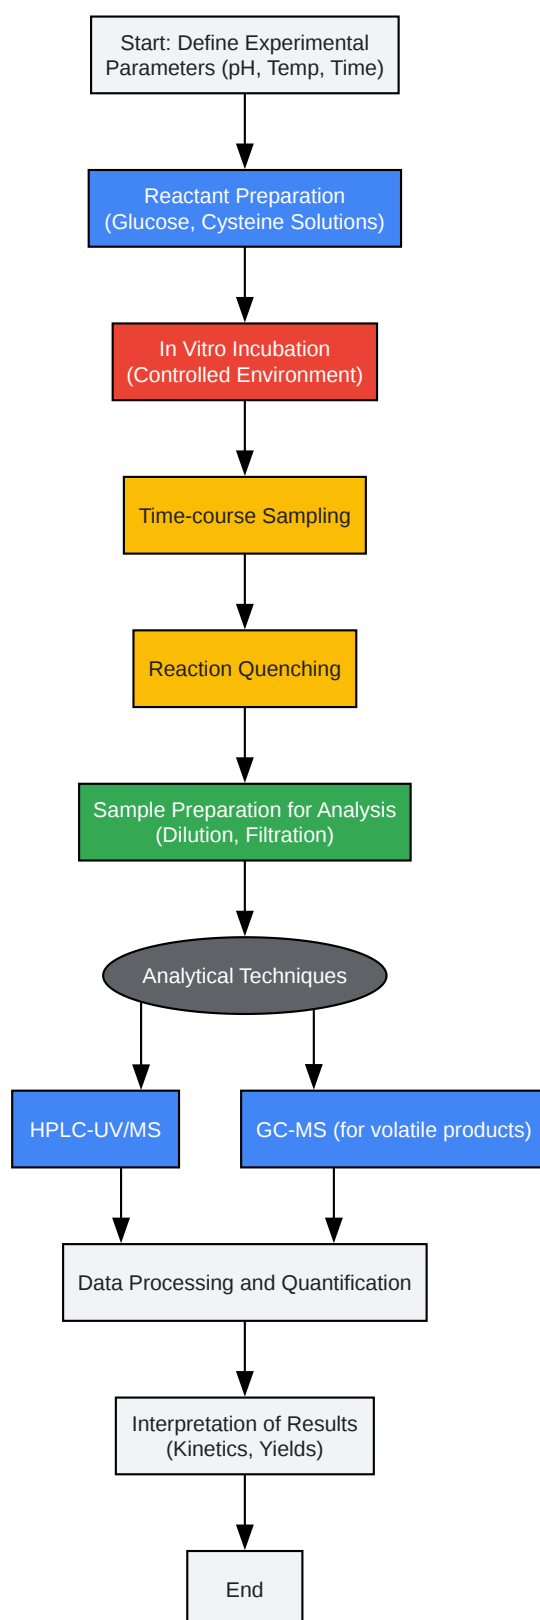 Start: Define Experimental
Parameters (pH, Temp, Time)
Reactant Preparation
(Glucose, Cysteine Solutions)
In Vitro Incubation
(Controlled Environment)
Time-course Sampling
Reaction Quenching
Sample Preparation for Analysis
(Dilution, Filtration)
Analytical Techniques
HPLC-UV/MS
GC-MS (for volatile products)
Data Processing and Quantification
Interpretation of Results
(Kinetics, Yields)
End